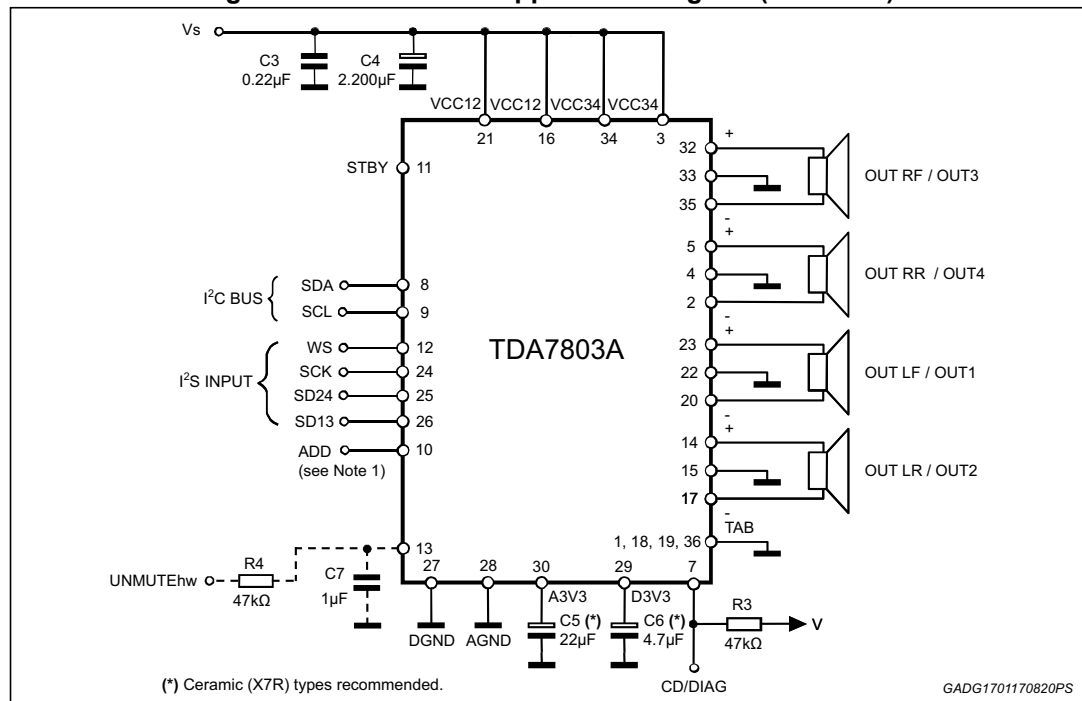 Vs
C3
0.22µF
C4
2.200µF
VCC12 VCC12 VCC34 VCC34
21 16 34 3
STBY 11
32 +
33
35
-
OUT RF / OUT3
+
5
4
2
-
OUT RR / OUT4
I²C BUS
SDA 8
SCL 9
I²S INPUT
WS 12
SCK 24
SD24 25
SD13 26
ADD 10
(see Note 1)
TDA7803A
+
23
22
20
-
OUT LF / OUT1
+
14
15
17
-
OUT LR / OUT2
TAB
1, 18, 19, 36
13
UNMUTEhw
R4
47kΩ
C7
1µF
27 28 30 29 7
DGND AGND
A3V3
C5 (*)
22µF
D3V3
C6 (*)
4.7µF
R3
47kΩ
V
CD/DIAG
(*) Ceramic (X7R) types recommended.
GADG1701170820PS